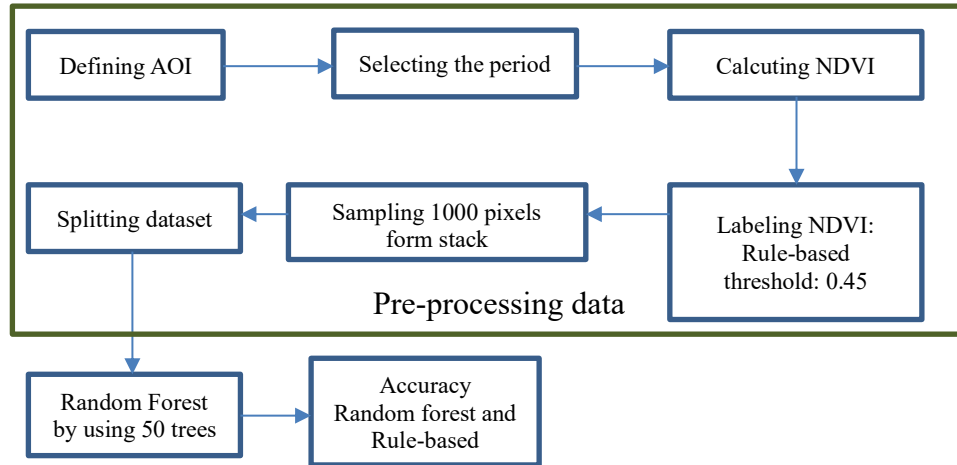 Defining AOI
Selecting the period
Calcuting NDVI
Labeling NDVI:
Rule-based
threshold: 0.45
Sampling 1000 pixels
form stack
Splitting dataset
Pre-processing data
Random Forest
by using 50 trees
Accuracy
Random forest and
Rule-based